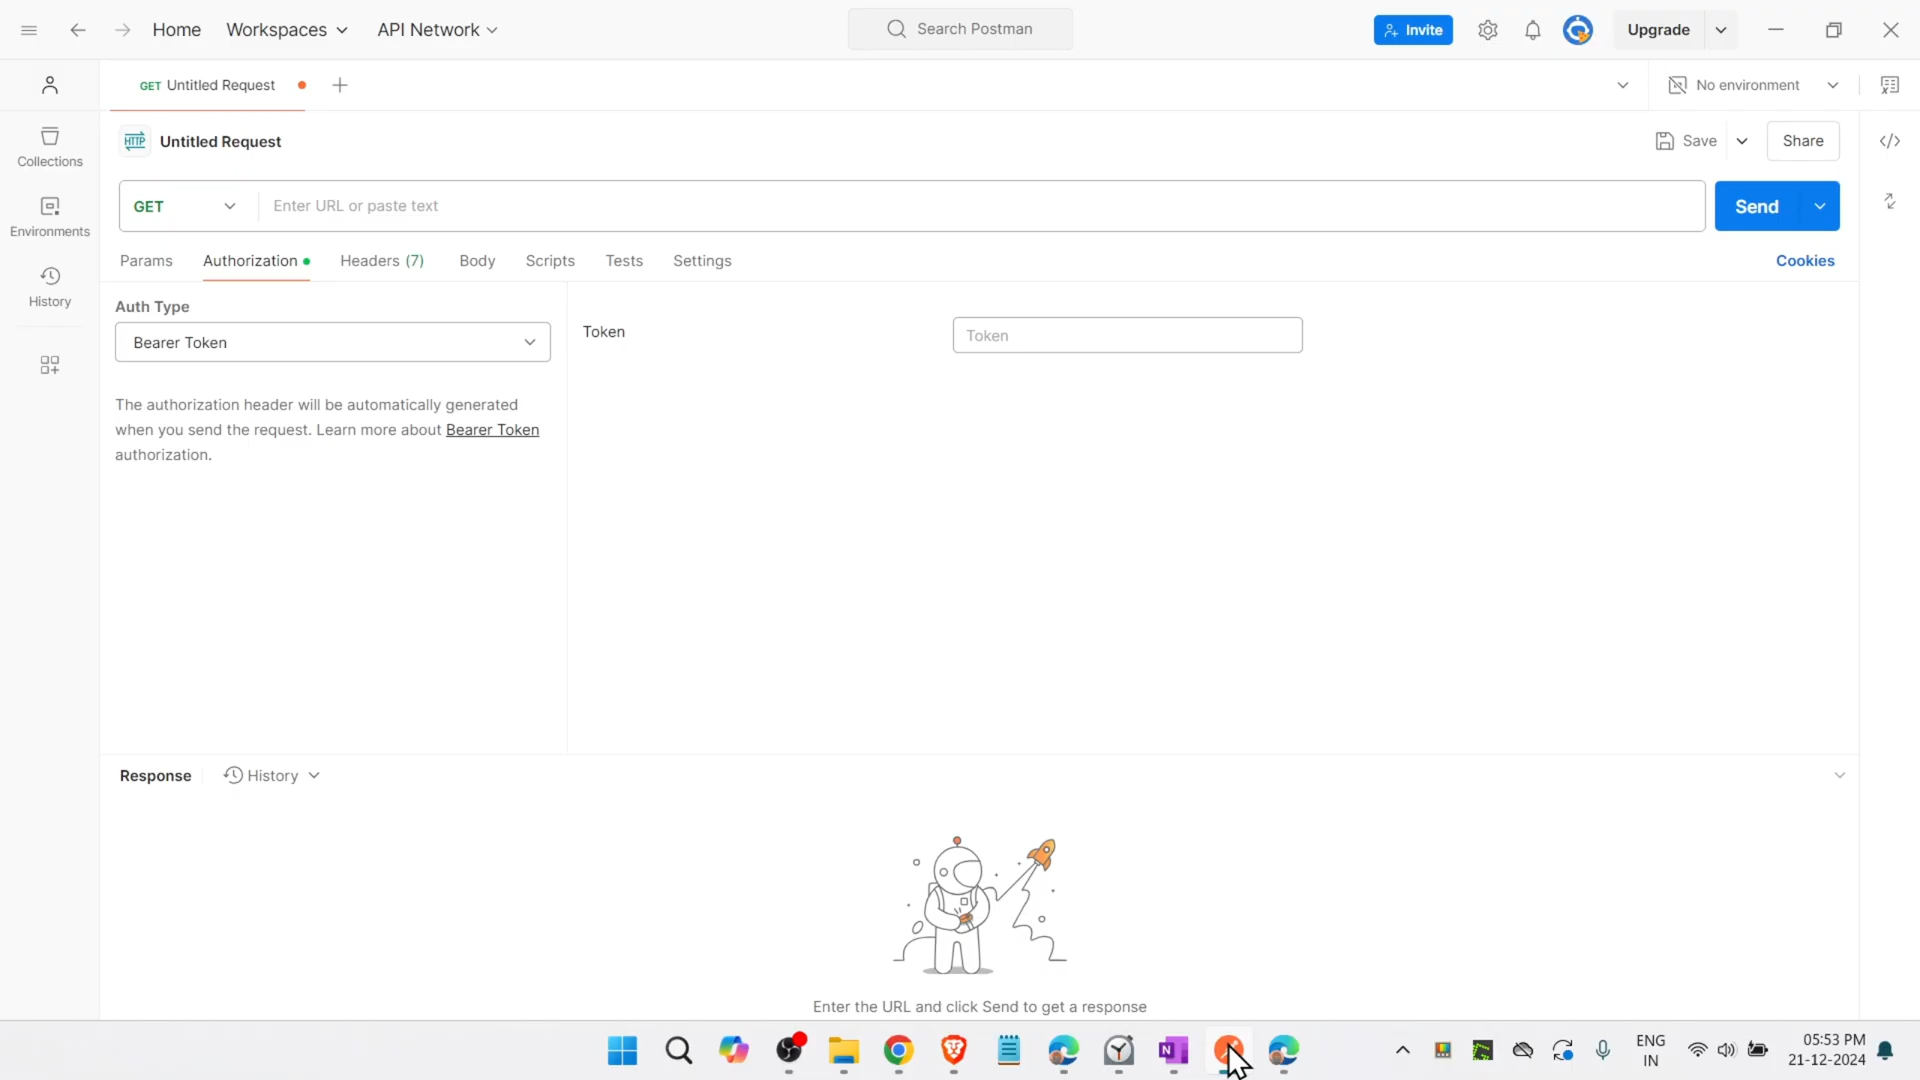 Home Workspaces API Network Search Postman Invite Upgrade
GET Untitled Request No environment
HTTP Untitled Request Save Share
Collections
GET Enter URL or paste text Send
Environments
Params Authorization Headers (7) Body Scripts Tests Settings Cookies
History
Auth Type
Bearer Token
Token Token
The authorization header will be automatically generated
when you send the request. Learn more about Bearer Token
authorization.
Response History
Enter the URL and click Send to get a response
ENG
IN
05:53 PM
21-12-2024